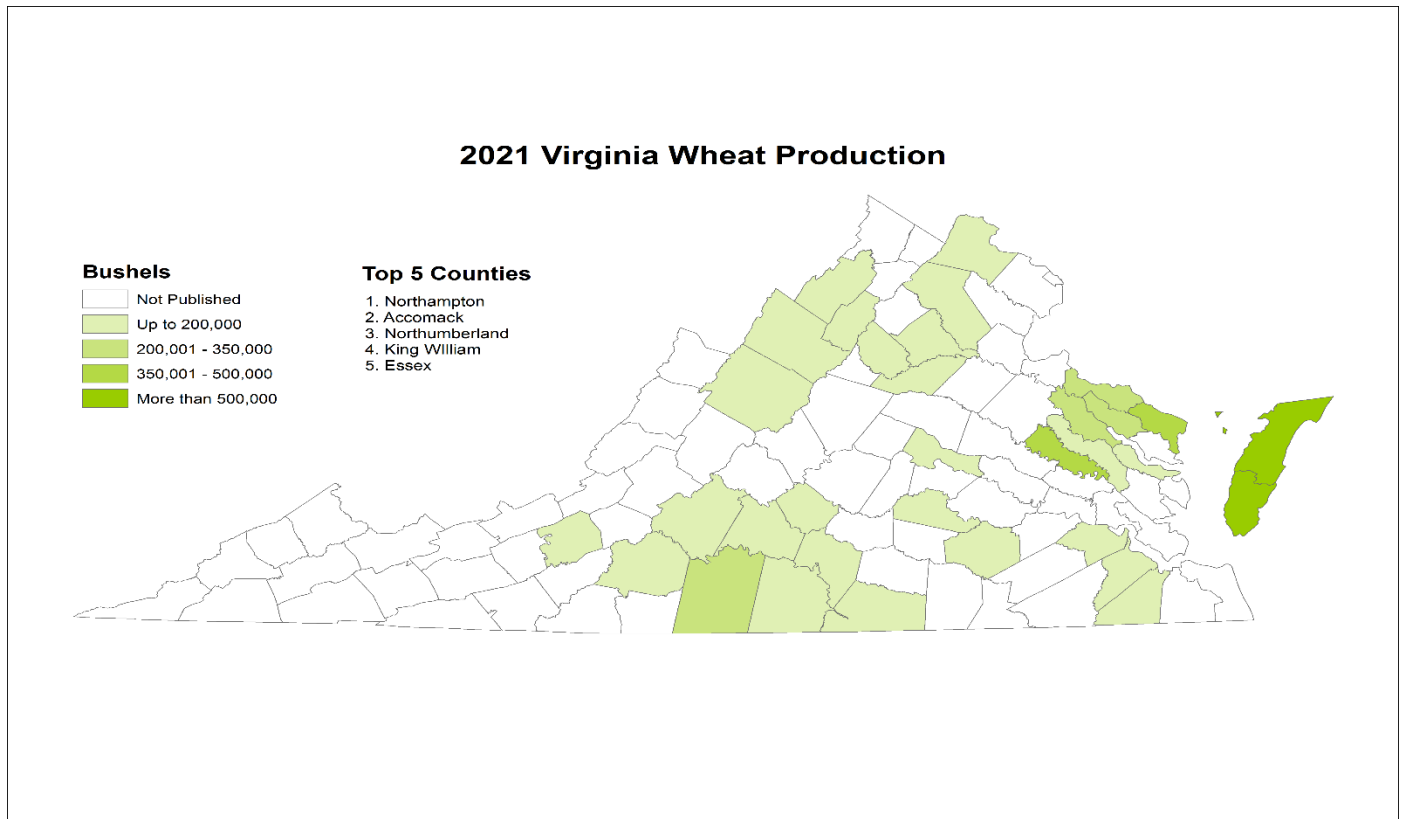 2021 Virginia Wheat Production
Bushels
Not Published
Up to 200,000
200,001 - 350,000
350,001 - 500,000
More than 500,000
Top 5 Counties
1. Northampton
2. Accomack
3. Northumberland
4. King WIlliam
5. Essex